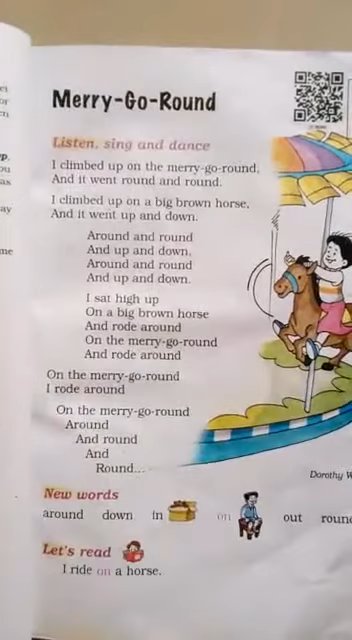 Merry-Go-Round
Listen, sing and dance
I climbed up on the merry-go-round,
And it went round and round.
I climbed up on a big brown horse,
And it went up and down.
Around and round
And up and down,
Around and round
And up and down.
I sat high up
On a big brown horse
And rode around
On the merry-go-round
And rode around
On the merry-go-round
I rode around
On the merry-go-round
Around
And round
And
Round...
Dorothy
New words
around down in on out
Let's read
I ride on a horse.